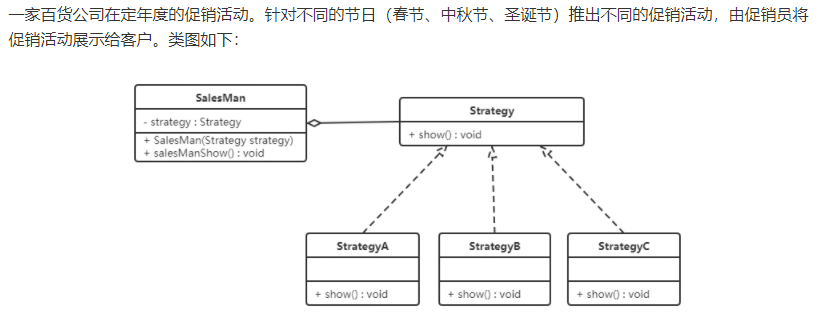 一家百货公司在定年度的促销活动。针对不同的节日（春节、中秋节、圣诞节）推出不同的促销活动，由促销员将
促销活动展示给客户。类图如下：
SalesMan
- strategy : Strategy
+ SalesMan(Strategy strategy)
+ salesManShow() : void
Strategy
+ show() : void
StrategyA
+ show() : void
StrategyB
+ show() : void
StrategyC
+ show() : void